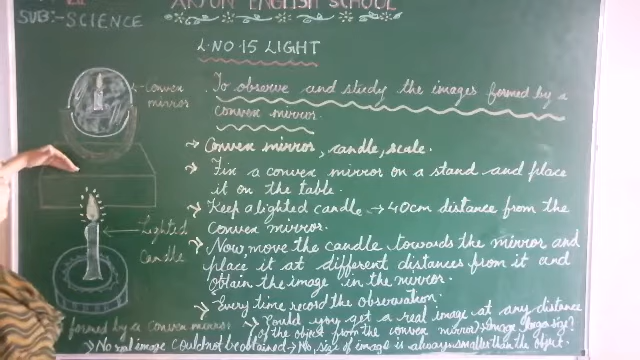 ARJUN ENGLISH SCHOOL
SUB:- SCIENCE
L.NO.15 LIGHT
convex mirror
To observe and study the images formed by a
convex mirror.
→ Convex mirror, candle, scale.
→ Fix a convex mirror on a stand and place
it on the table.
→ Keep a lighted candle → 40cm distance from the
convex mirror.
Lighted
candle
→ Now, move the candle towards the mirror and
place it at different distances from it and
obtain the image in the mirror.
→ Every time record the observation.
→ Could you get a real image at any distance
of the object from the convex mirror → Image larger size?
formed by a convex mirror
→ No real image could not be obtained → No, size of image is always smaller than the object.